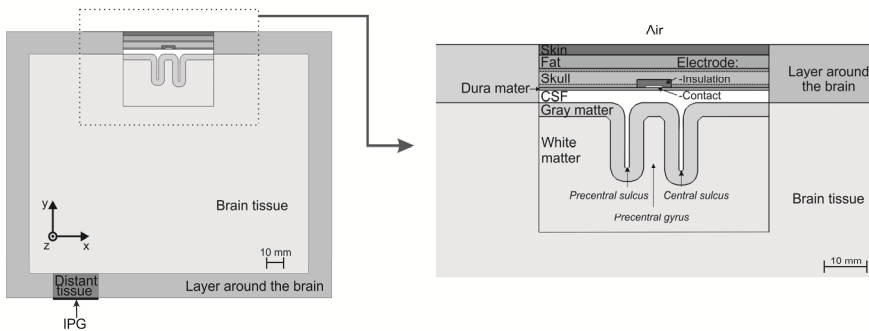 y
z
x
Brain tissue
10 mm
Distant
tissue
Layer around the brain
IPG
Air
Skin
Fat
Electrode:
Skull
-Insulation
Dura mater
-Contact
CSF
Gray matter
White
matter
Precentral sulcus
Central sulcus
Precentral gyrus
Layer around
the brain
Brain tissue
10 mm